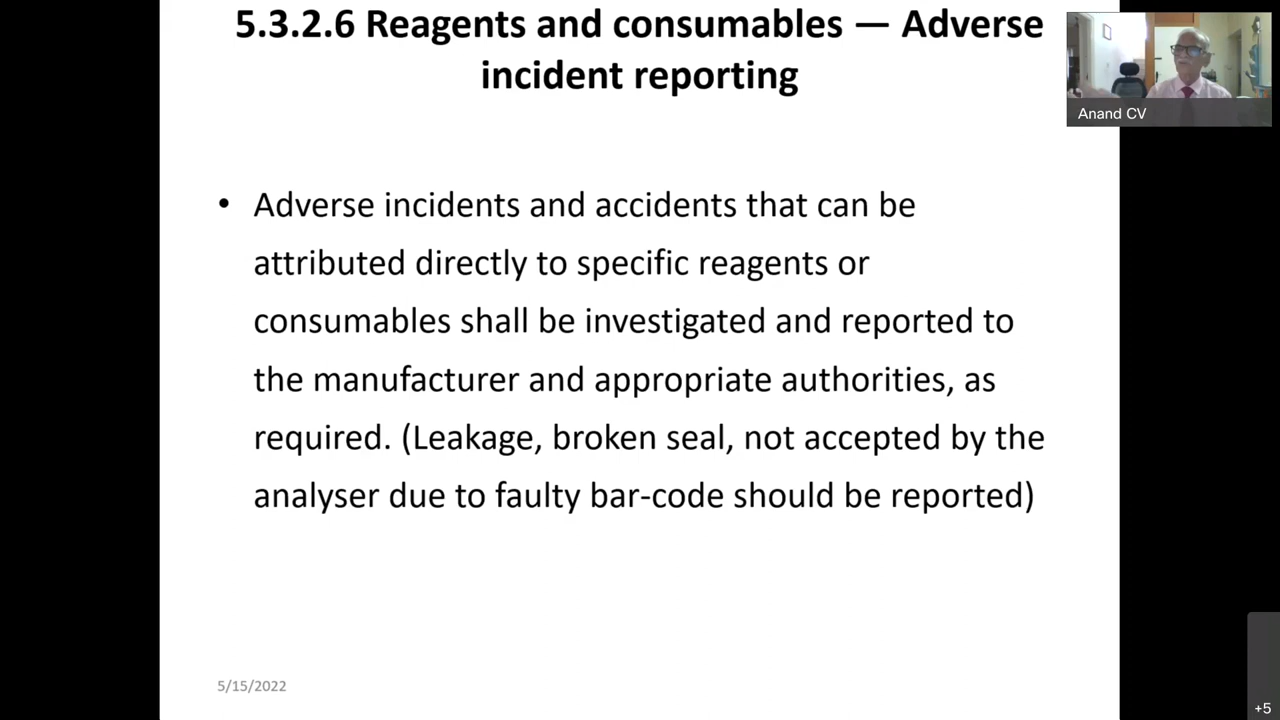 5.3.2.6 Reagents and consumables — Adverse
incident reporting
Anand CV
• Adverse incidents and accidents that can be
attributed directly to specific reagents or
consumables shall be investigated and reported to
the manufacturer and appropriate authorities, as
required. (Leakage, broken seal, not accepted by the
analyser due to faulty bar-code should be reported)
5/15/2022
+5